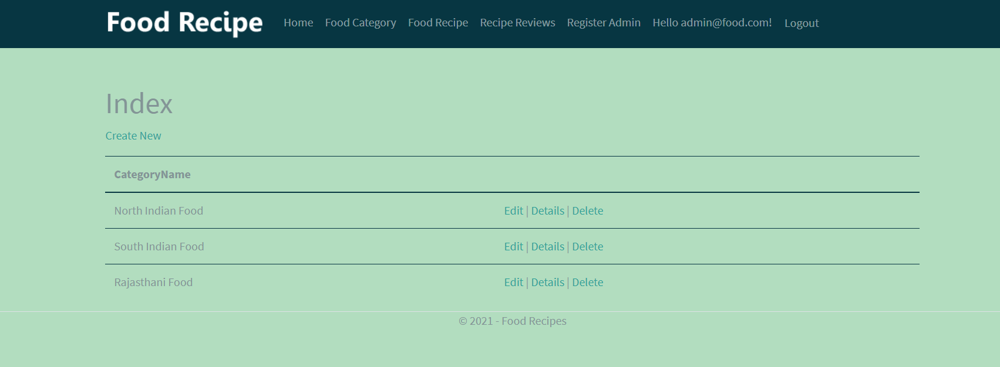 Food Recipe Home Food Category Food Recipe Recipe Reviews Register Admin Hello admin@food.com! Logout
Index
Create New
CategoryName
North Indian Food Edit | Details | Delete
South Indian Food Edit | Details | Delete
Rajasthani Food Edit | Details | Delete
© 2021 - Food Recipes